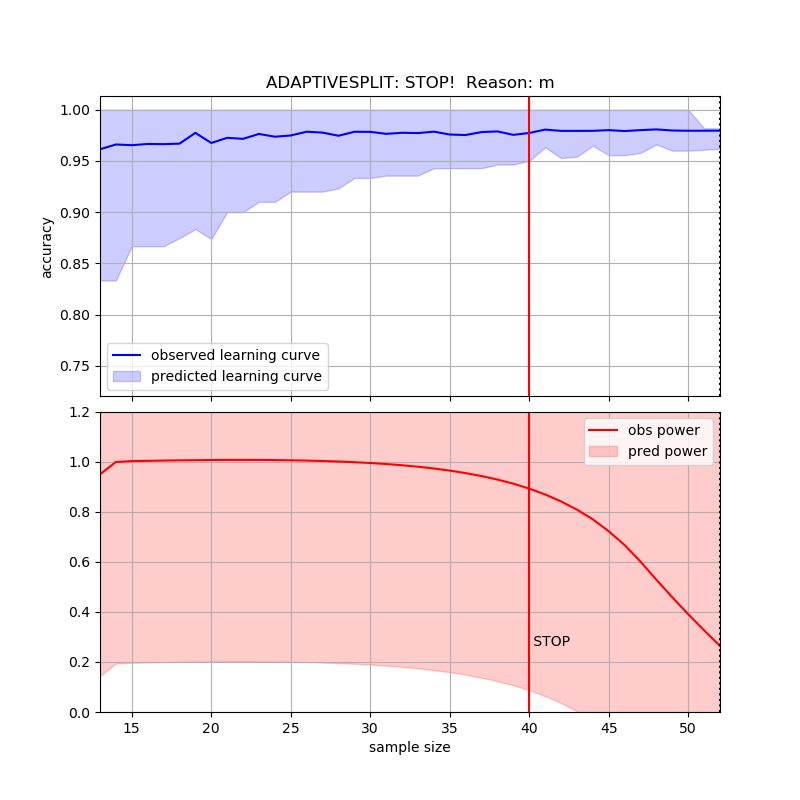 ADAPTIVESPLIT: STOP!  Reason: m
1.00
0.95
0.90
0.85
0.80
0.75
accuracy
observed learning curve
predicted learning curve
1.2
1.0
0.8
0.6
0.4
0.2
0.0
obs power
pred power
STOP
15 20 25 30 35 40 45 50
sample size